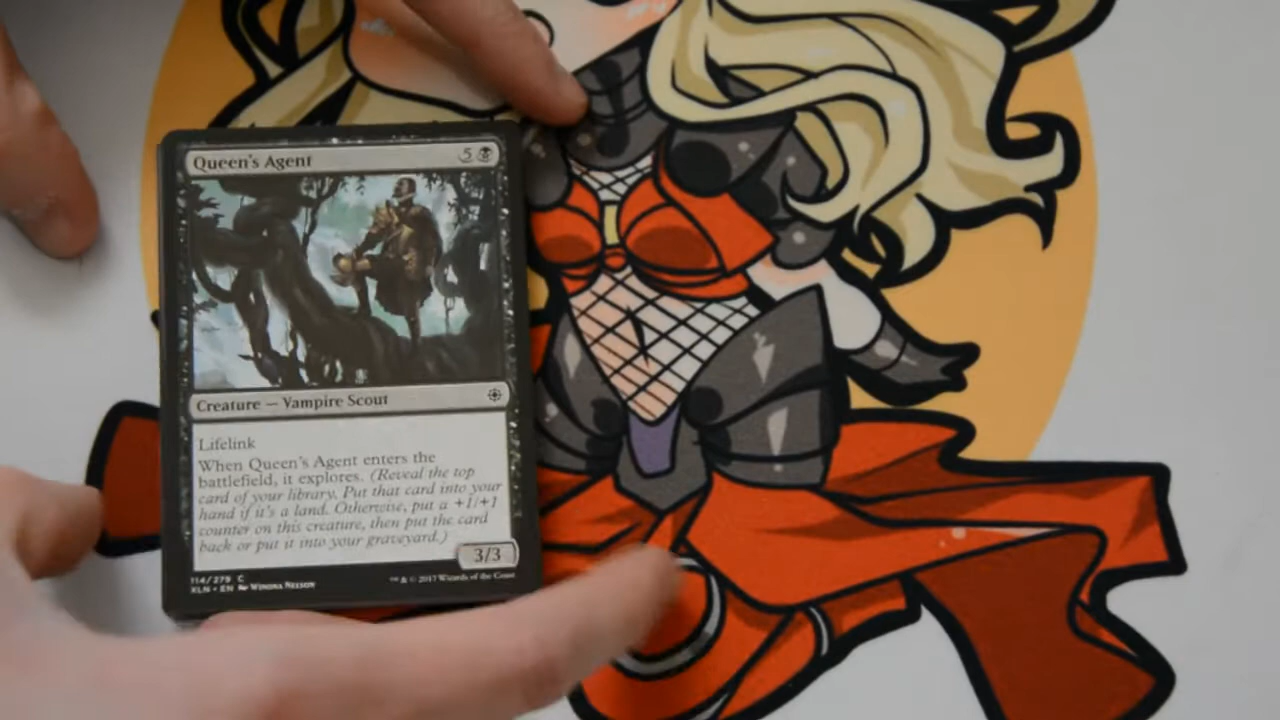 Queen's Agent 5
Creature — Vampire Scout
Lifelink
When Queen's Agent enters the
battlefield, it explores. (Reveal the top
card of your library. Put that card into your
hand if it's a land. Otherwise, put a +1/+1
counter on this creature, then put the card
back or put it into your graveyard.)
3/3
114/279 C
XLN • EN Winona Nelson
™ & © 2017 Wizards of the Coast